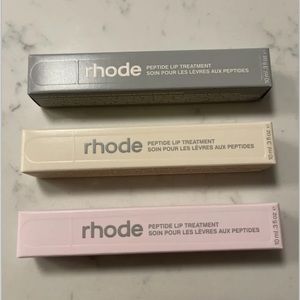 rhode
PEPTIDE LIP TREATMENT
SOIN POUR LES LÈVRES AUX PEPTIDES
rhode
PEPTIDE LIP TREATMENT
SOIN POUR LES LÈVRES AUX PEPTIDES
rhode
PEPTIDE LIP TREATMENT
SOIN POUR LES LÈVRES AUX PEPTIDES